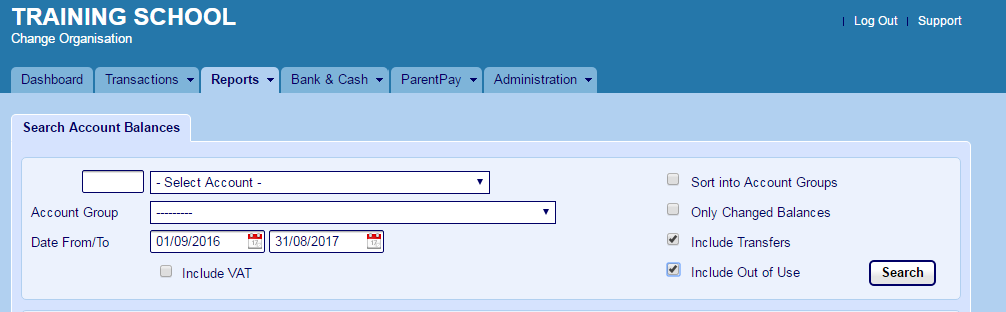 TRAINING SCHOOL
Change Organisation
Log Out | Support
Dashboard Transactions Reports Bank & Cash ParentPay Administration
Search Account Balances
- Select Account -
Sort into Account Groups
Account Group ---------
Only Changed Balances
Date From/To 01/09/2016 31/08/2017
Include Transfers
Include VAT
Include Out of Use
Search